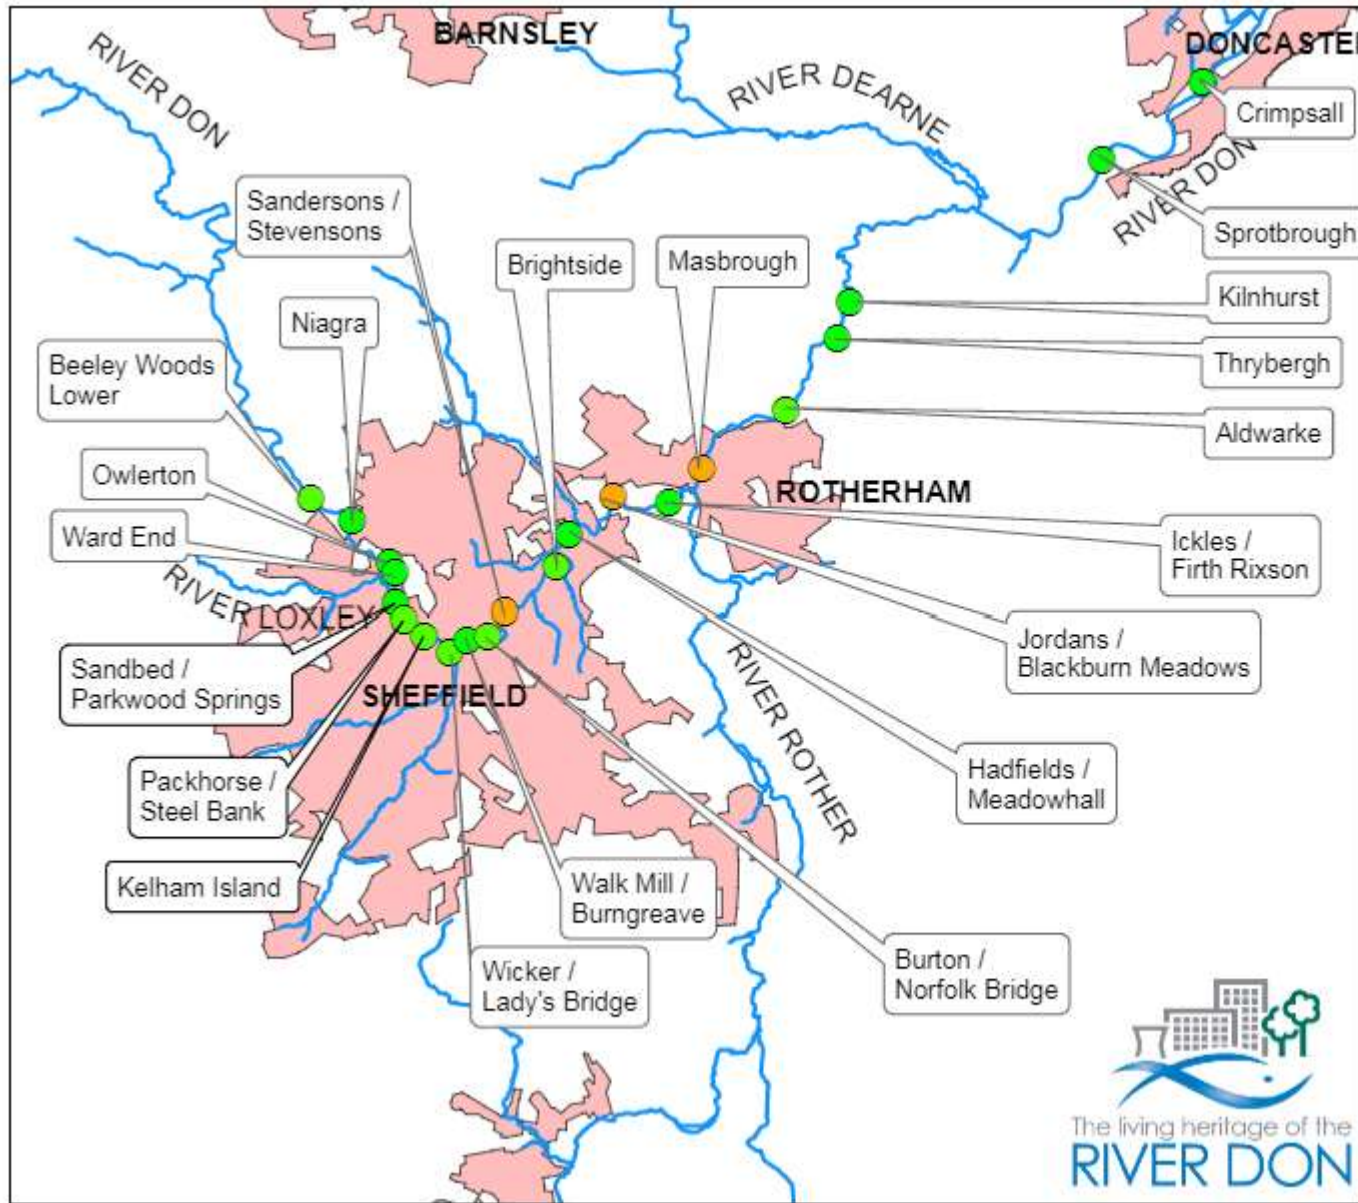 BARNSLEY
DONCASTE
RIVER DON
RIVER DEARNE
Crimpsall
RIVER DON
Sandersons /
Stevensons
Sprotbrough
Brightside
Masbrough
Kilnhurst
Niagra
Beeley Woods
Lower
Thrybergh
Aldwarke
Owlerton
ROTHERHAM
Ward End
Ickles /
Firth Rixson
RIVER LOXLEY
Jordans /
Blackburn Meadows
Sandbed /
Parkwood Springs
SHEFFIELD
RIVER ROTHER
Packhorse /
Steel Bank
Hadfields /
Meadowhall
Kelham Island
Walk Mill /
Burngreave
Wicker /
Lady's Bridge
Burton /
Norfolk Bridge
The living heritage of the
RIVER DON